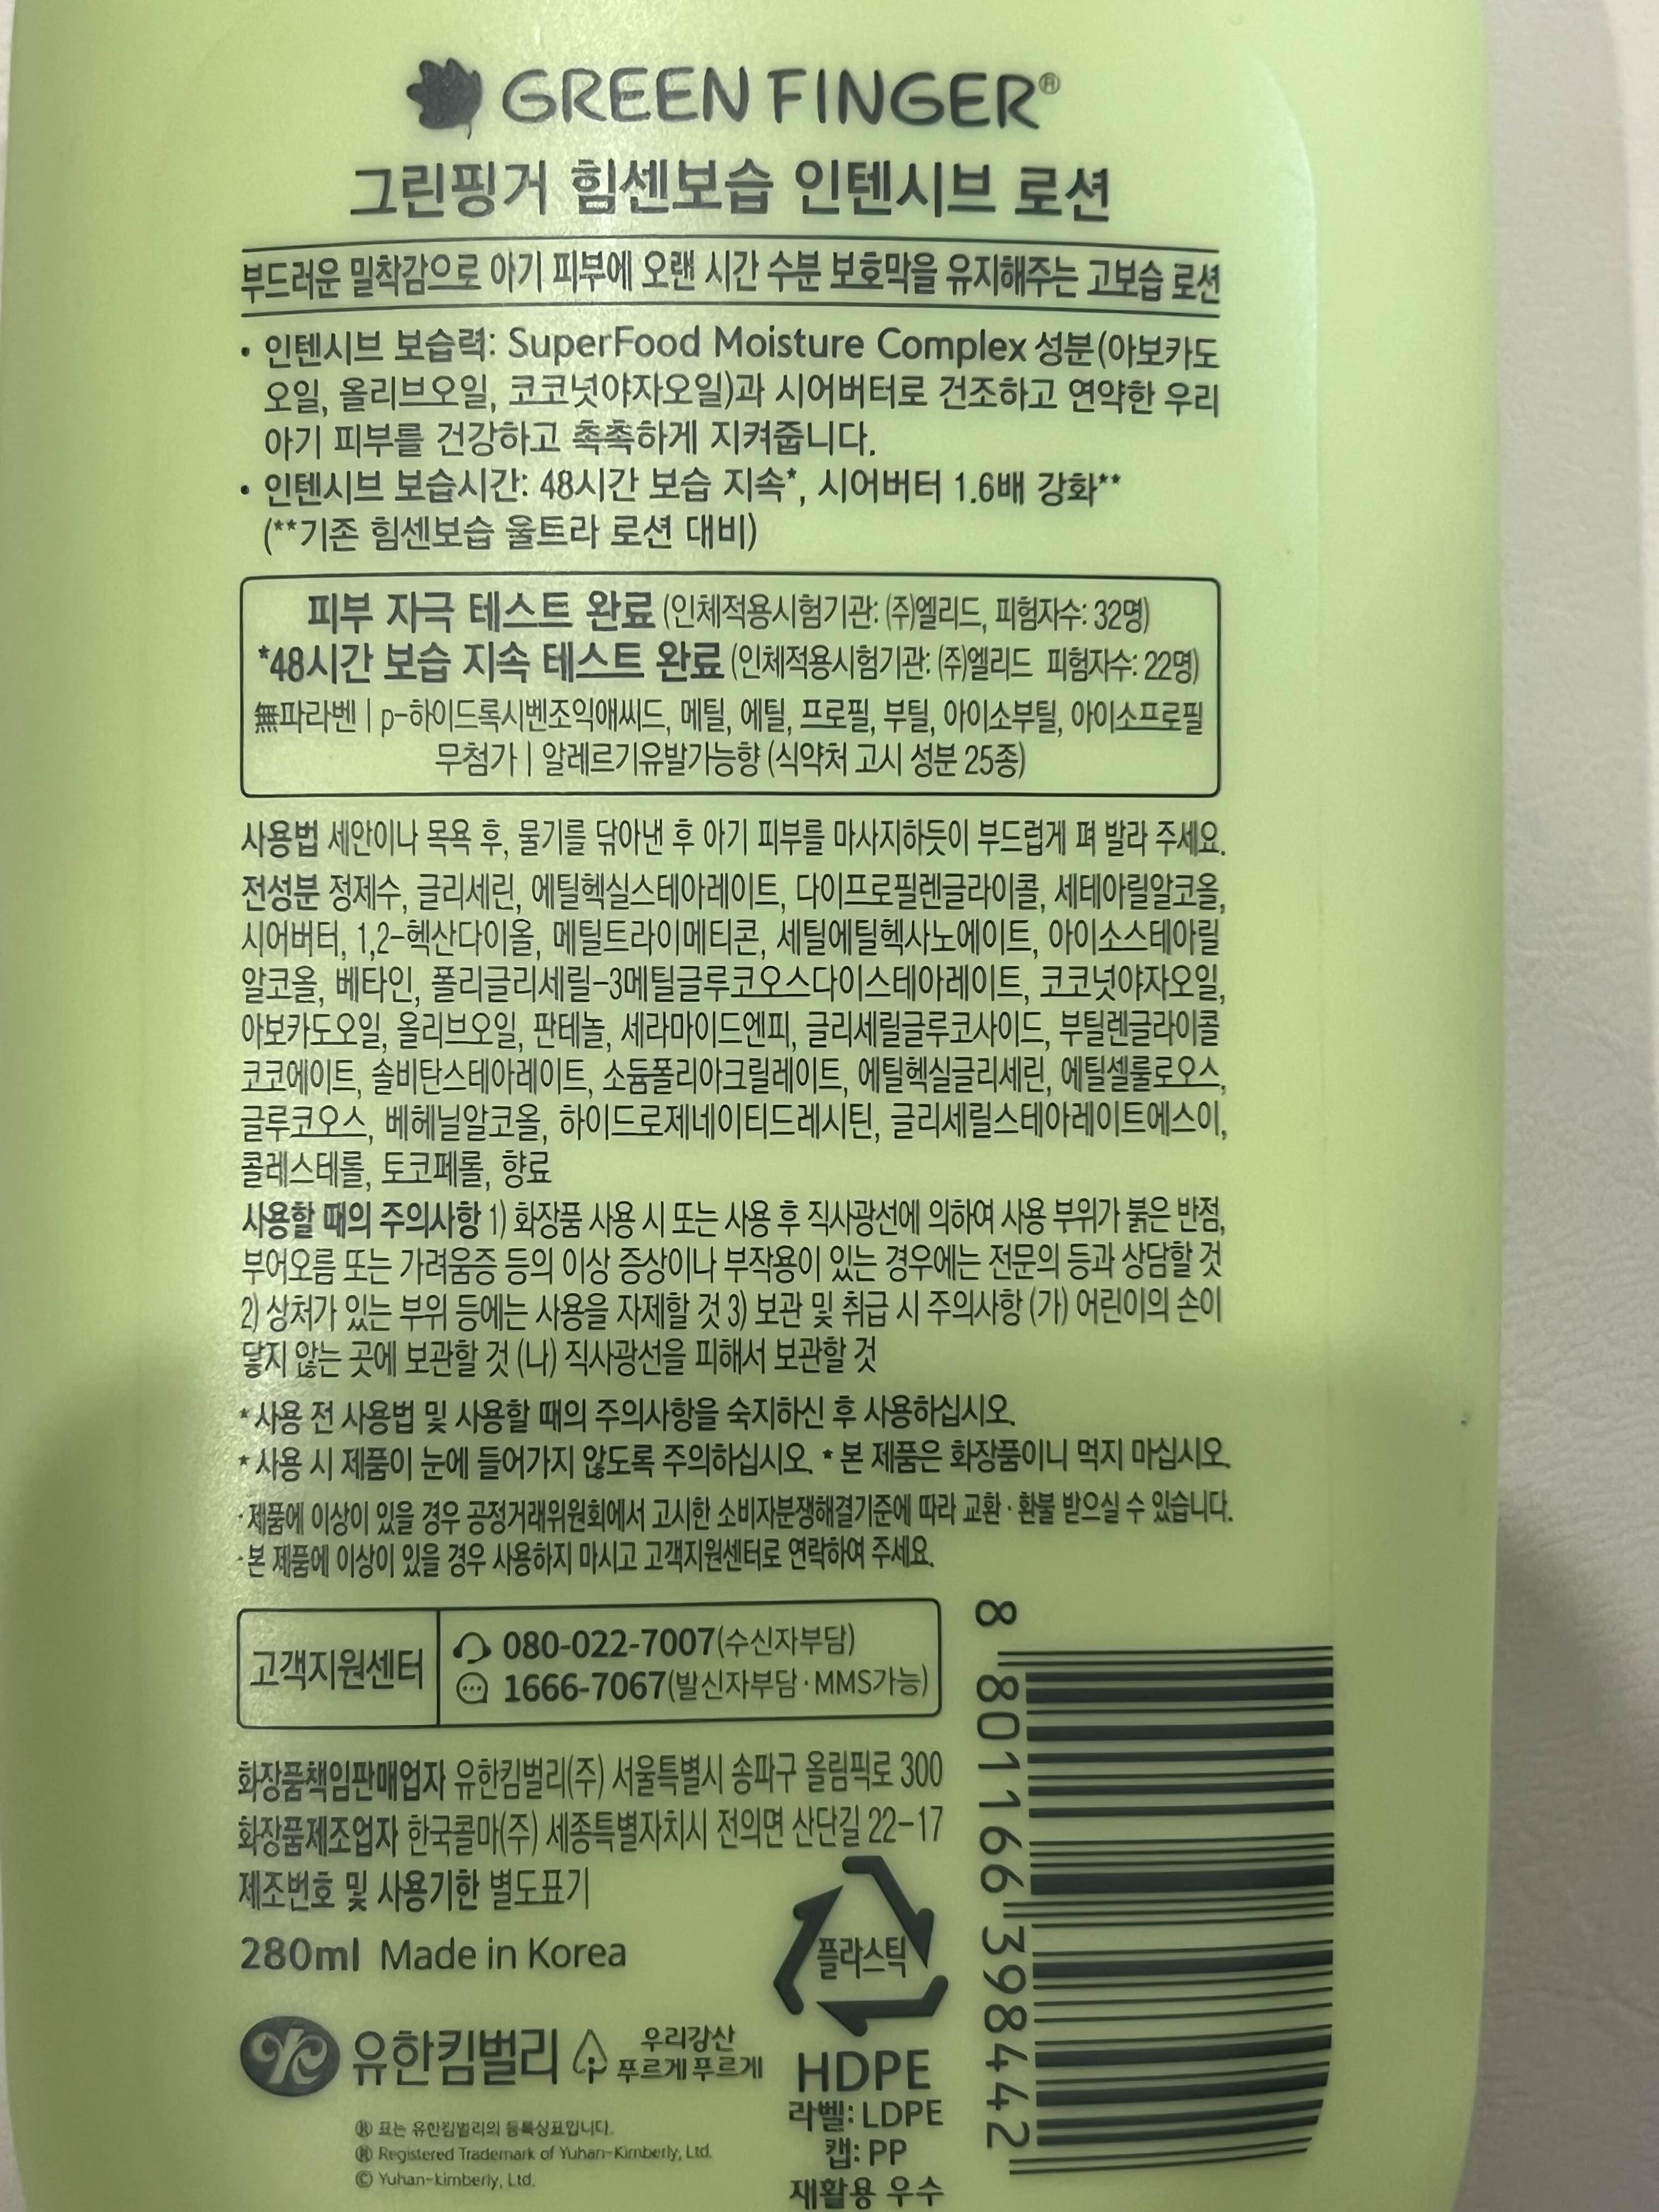 GREEN FINGER®
그린핑거 힘센보습 인텐시브 로션
부드러운 밀착감으로 아기 피부에 오랜 시간 수분 보호막을 유지해주는 고보습 로션
• 인텐시브 보습력: SuperFood Moisture Complex 성분(아보카도
오일, 올리브오일, 코코넛야자오일)과 시어버터로 건조하고 연약한 우리
아기 피부를 건강하고 촉촉하게 지켜줍니다.
• 인텐시브 보습시간: 48시간 보습 지속*, 시어버터 1.6배 강화**
(**기존 힘센보습 울트라 로션 대비)
피부 자극 테스트 완료 (인체적용시험기관: (주)엘리드, 피험자수: 32명)
*48시간 보습 지속 테스트 완료 (인체적용시험기관: (주)엘리드 피험자수: 22명)
無파라벤 | p-하이드록시벤조익애씨드, 메틸, 에틸, 프로필, 부틸, 아이소부틸, 아이소프로필
무첨가 | 알레르기유발가능향 (식약처 고시 성분 25종)
사용법 세안이나 목욕 후, 물기를 닦아낸 후 아기 피부를 마사지하듯이 부드럽게 펴 발라 주세요.
전성분 정제수, 글리세린, 에틸헥실스테아레이트, 다이프로필렌글라이콜, 세테아릴알코올,
시어버터, 1,2-헥산다이올, 메틸트라이메티콘, 세틸에틸헥사노에이트, 아이소스테아릴
알코올, 베타인, 폴리글리세릴-3메틸글루코오스다이스테아레이트, 코코넛야자오일,
아보카도오일, 올리브오일, 판테놀, 세라마이드엔피, 글리세릴글루코사이드, 부틸렌글라이콜
코코에이트, 솔비탄스테아레이트, 소듐폴리아크릴레이트, 에틸헥실글리세린, 에틸셀룰로오스,
글루코오스, 베헤닐알코올, 하이드로제네이티드레시틴, 글리세릴스테아레이트에스이,
콜레스테롤, 토코페롤, 향료
사용할 때의 주의사항 1) 화장품 사용 시 또는 사용 후 직사광선에 의하여 사용 부위가 붉은 반점,
부어오름 또는 가려움증 등의 이상 증상이나 부작용이 있는 경우에는 전문의 등과 상담할 것
2) 상처가 있는 부위 등에는 사용을 자제할 것 3) 보관 및 취급 시 주의사항 (가) 어린이의 손이
닿지 않는 곳에 보관할 것 (나) 직사광선을 피해서 보관할 것
* 사용 전 사용법 및 사용할 때의 주의사항을 숙지하신 후 사용하십시오.
* 사용 시 제품이 눈에 들어가지 않도록 주의하십시오. * 본 제품은 화장품이니 먹지 마십시오.
· 제품에 이상이 있을 경우 공정거래위원회에서 고시한 소비자분쟁해결기준에 따라 교환 · 환불 받으실 수 있습니다.
· 본 제품에 이상이 있을 경우 사용하지 마시고 고객지원센터로 연락하여 주세요.
고객지원센터
080-022-7007(수신자부담)
1666-7067(발신자부담 · MMS가능)
화장품책임판매업자 유한킴벌리(주) 서울특별시 송파구 올림픽로 300
화장품제조업자 한국콜마(주) 세종특별자치시 전의면 산단길 22-17
제조번호 및 사용기한 별도표기
280ml Made in Korea
유한킴벌리
우리강산
푸르게 푸르게
® 표는 유한킴벌리의 등록상표입니다.
® Registered Trademark of Yuhan-Kimberly, Ltd.
© Yuhan-kimberly, Ltd.
플라스틱
HDPE
라벨: LDPE
캡: PP
재활용 우수
8 801166 398442